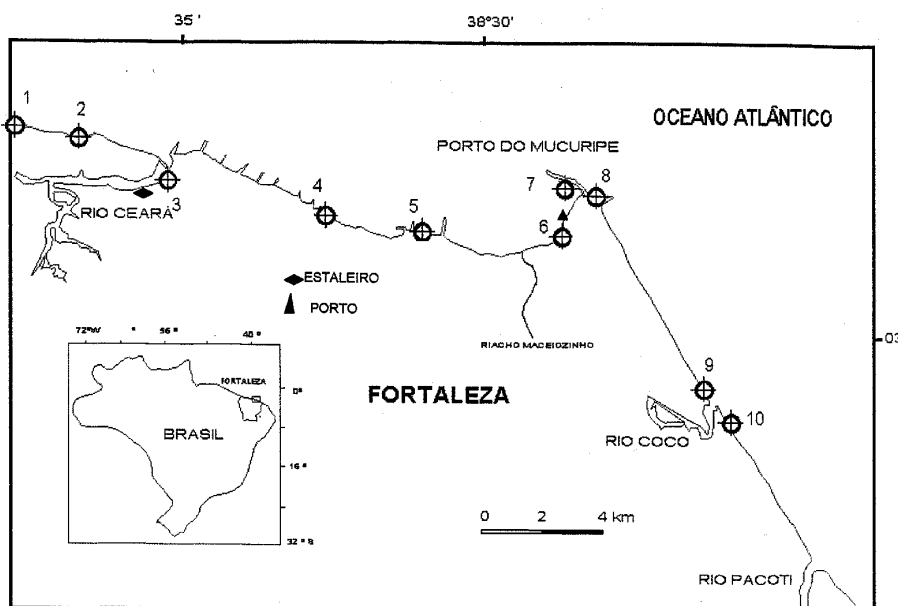 35 '
38°30'
1
2
OCEANO ATLÂNTICO
PORTO DO MUCURIPE
7
8
3
RIO CEARÁ
4
5
6
ESTALEIRO
PORTO
RIACHO MACEIOZINHO
03
72°W
56
40°
FORTALEZA
0°
BRASIL
16°
32°S
FORTALEZA
9
10
RIO COCO
0 2 4 km
RIO PACOTI